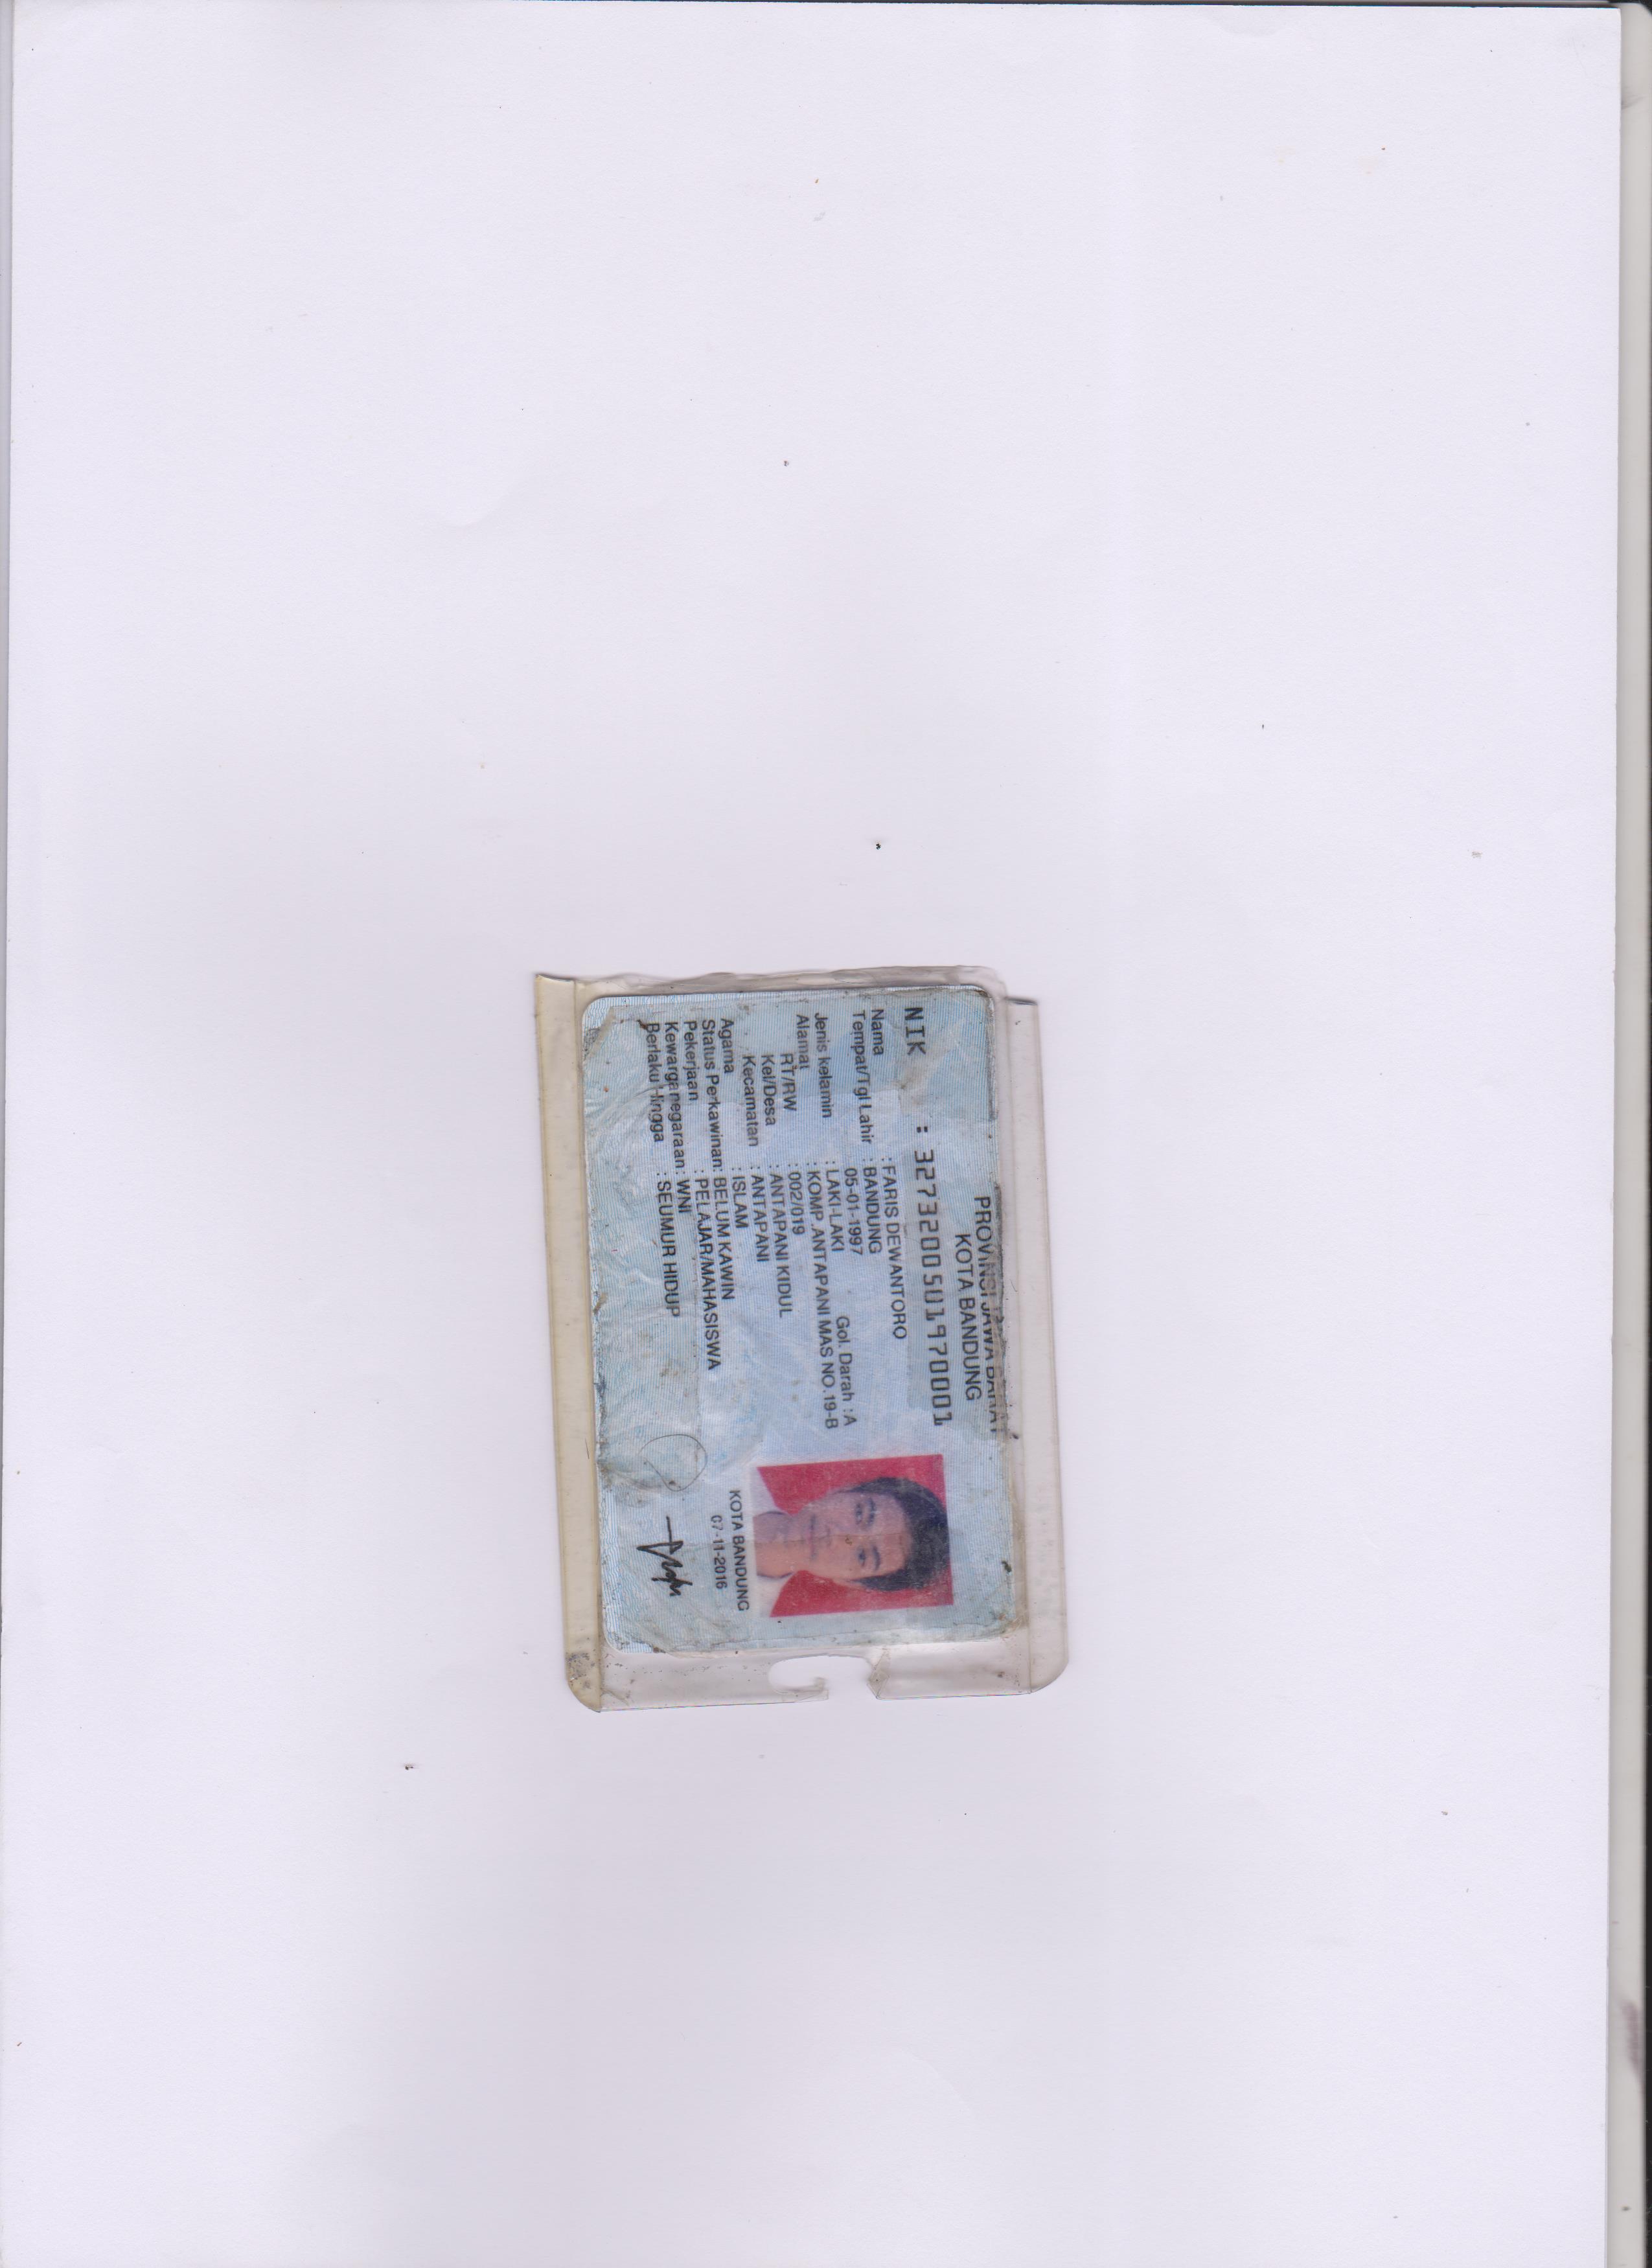 PROVINSI JAWA BARAT
KOTA BANDUNG
NIK : 3273200501970001
Nama : FARIS DEWANTORO
Tempat/Tgl Lahir : BANDUNG
05-01-1997
Jenis kelamin : LAKI-LAKI Gol. Darah :A
Alamat : KOMP.ANTAPANI MAS NO.19-B
RT/RW : 002/019
Kel/Desa : ANTAPANI KIDUL
Kecamatan : ANTAPANI
Agama : ISLAM
Status Perkawinan: BELUM KAWIN
Pekerjaan : PELAJAR/MAHASISWA
Kewarganegaraan: WNI
Berlaku Hingga : SEUMUR HIDUP
KOTA BANDUNG
07-11-2016